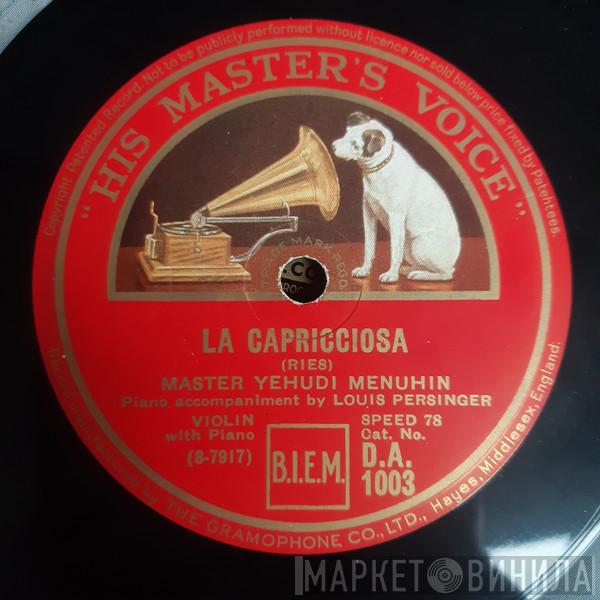 Copyright. Patented Record. Not to be publicly performed without licence nor sold below price fixed by Patentees.
"HIS MASTER'S VOICE"
TRADE MARK REGD
LA CAPRICCIOSA
(RIES)
MASTER YEHUDI MENUHIN
Piano accompaniment by LOUIS PERSINGER
VIOLIN
with Piano
(8-7917)
SPEED 78
Cat. No.
D.A.
1003
B.I.E.M.
by THE GRAMOPHONE CO., LTD., Hayes, Middlesex, England.
МАРКЕТ ВИНИЛА